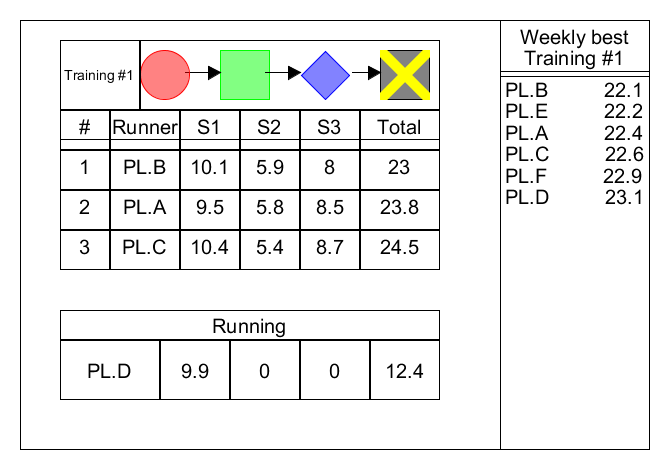 Training #1
# Runner S1 S2 S3 Total
1 PL.B 10.1 5.9 8 23
2 PL.A 9.5 5.8 8.5 23.8
3 PL.C 10.4 5.4 8.7 24.5
Running
PL.D 9.9 0 0 12.4
Weekly best
Training #1
PL.B 22.1
PL.E 22.2
PL.A 22.4
PL.C 22.6
PL.F 22.9
PL.D 23.1